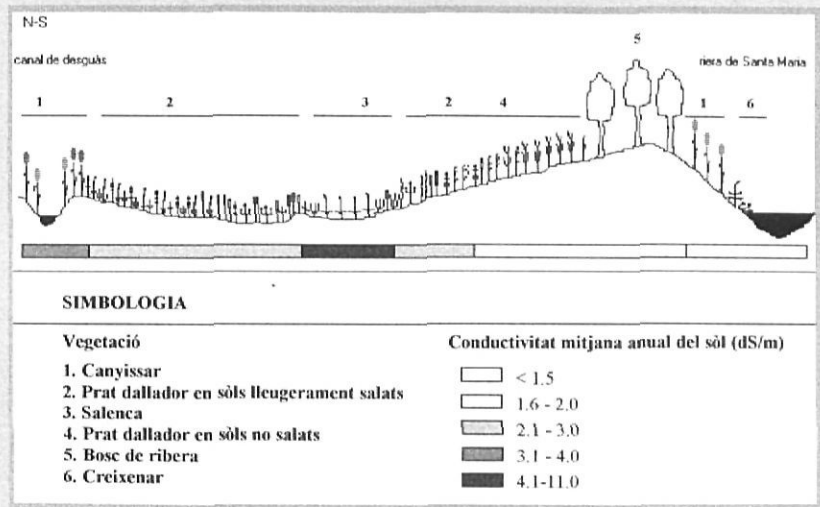 N-S
canal de desguàs
5
riera de Santa Maria
1 2 3 2 4 1 6
SIMBOLOGIA
Vegetació
1. Canyissar
2. Prat dallador en sòls lleugerament salats
3. Salenca
4. Prat dallador en sòls no salats
5. Bosc de ribera
6. Creixenar
Conductivitat mitjana anual del sòl (dS/m)
< 1.5
1.6 - 2.0
2.1 - 3.0
3.1 - 4.0
4.1-11.0